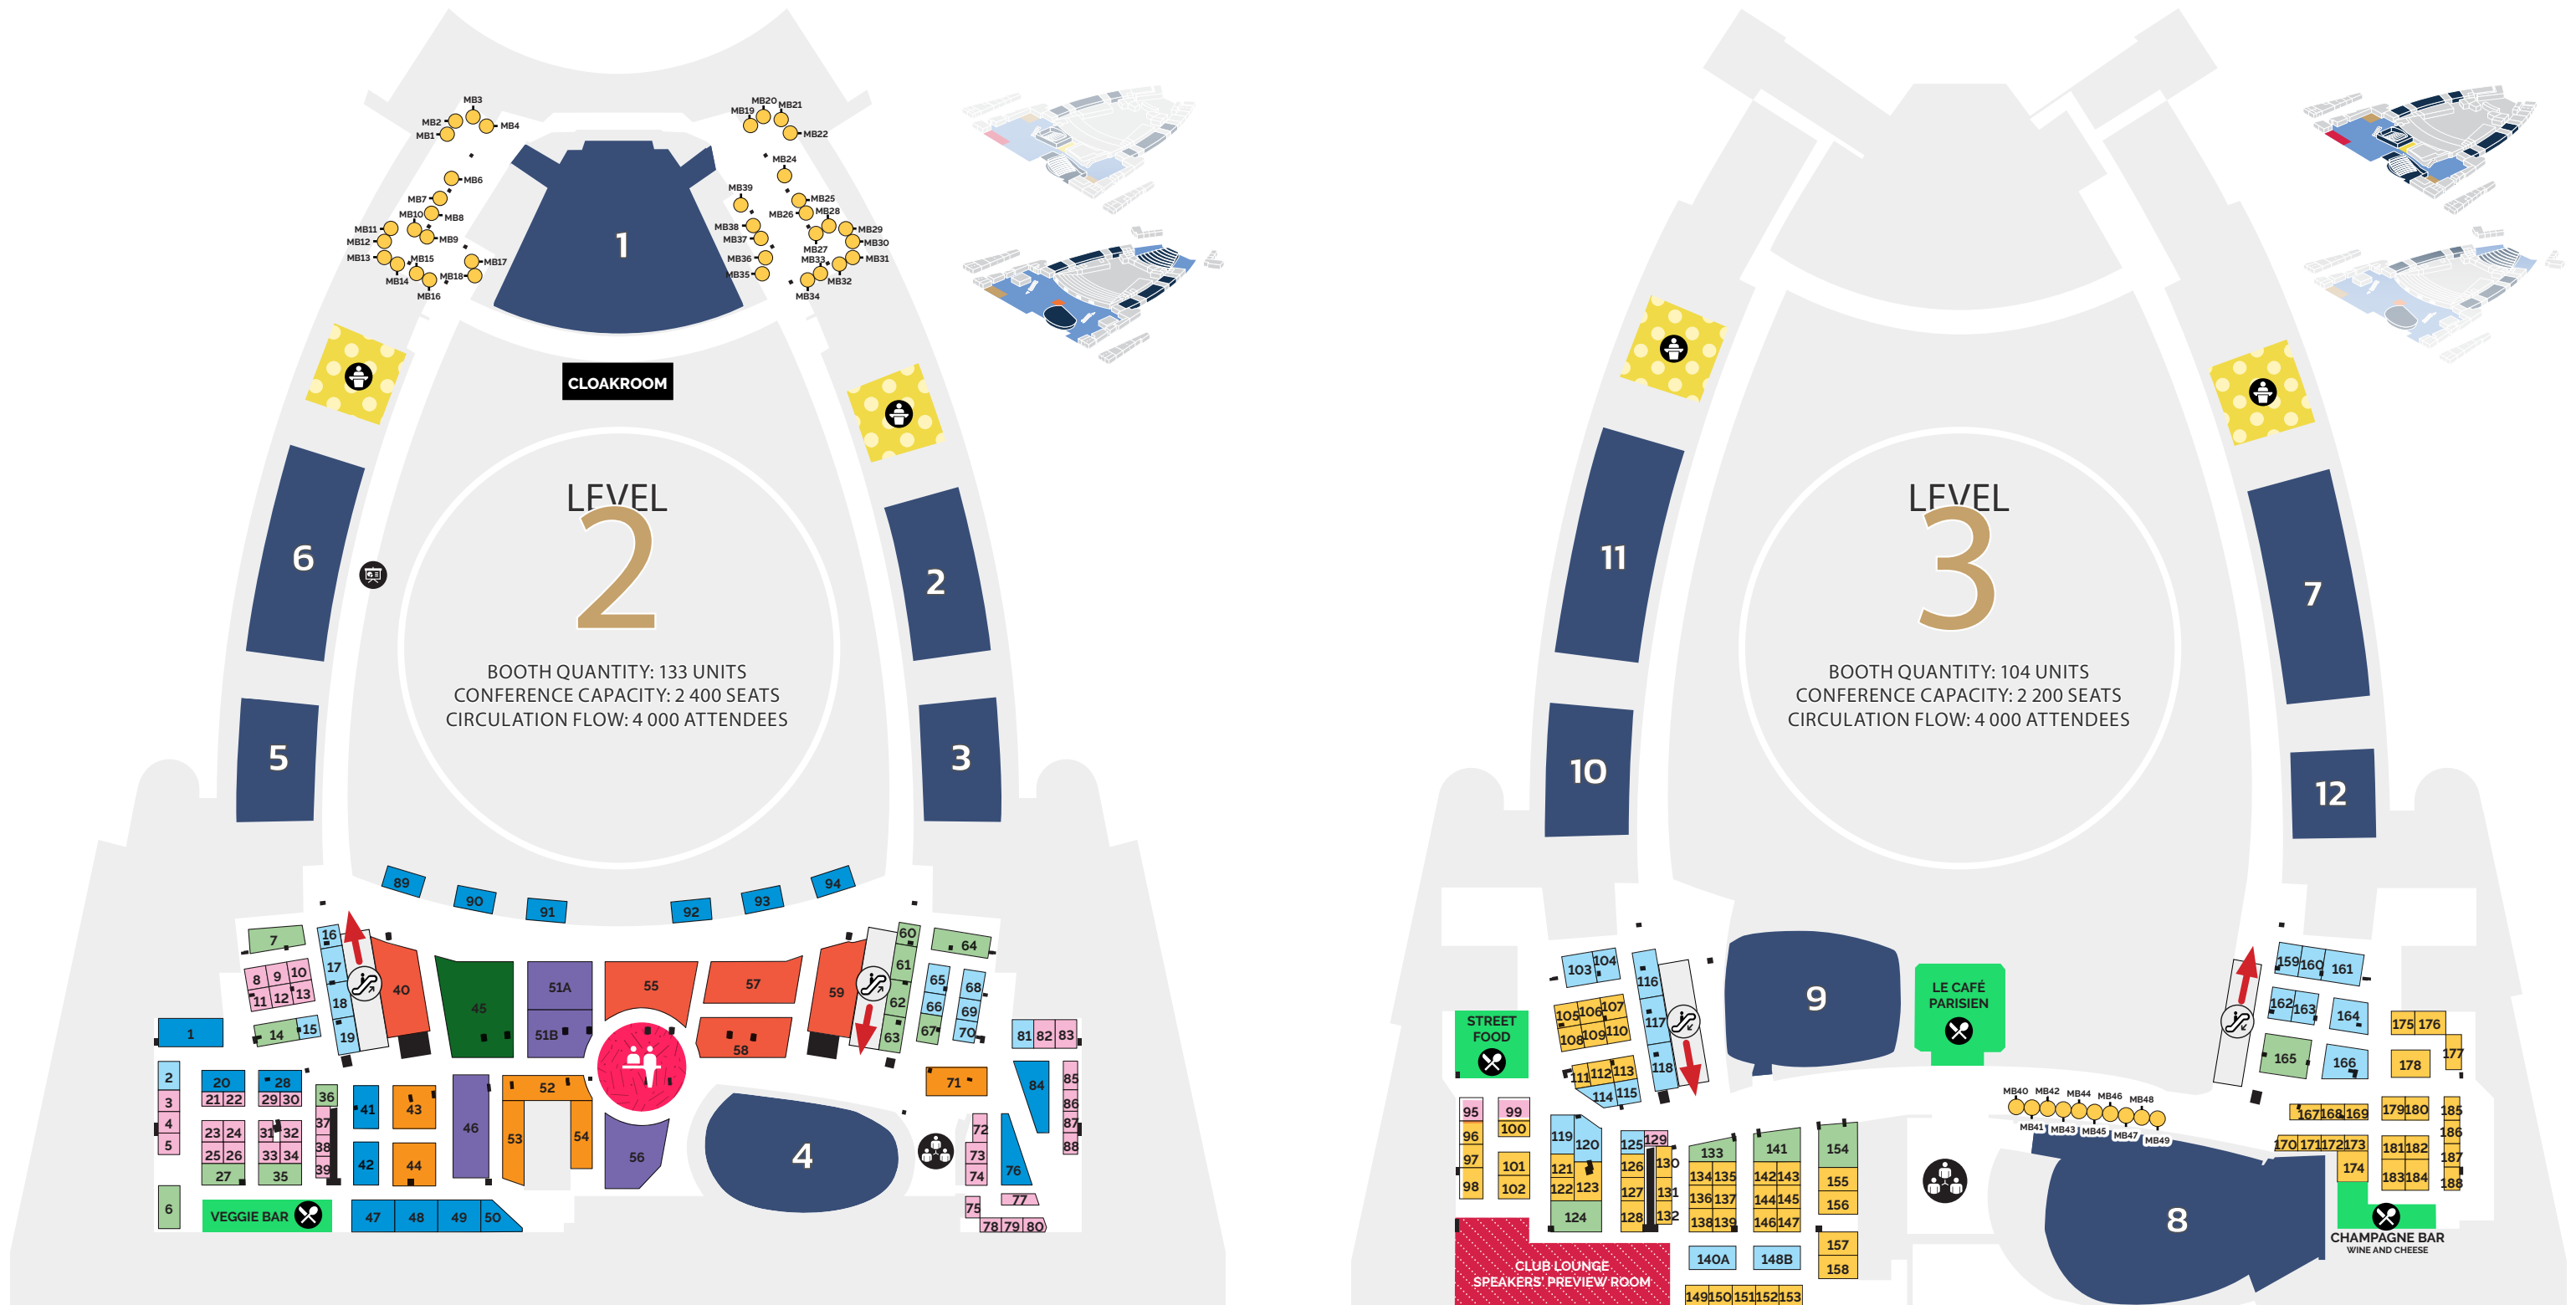 MB3
MB2
MB4
MB1
MB6
MB7
MB10
MB8
MB11
MB9
MB12
MB13
MB15
MB17
MB14
MB18
MB16
MB20
MB19
MB21
MB22
MB24
MB39
MB25
MB26
MB28
MB38
MB29
MB37
MB30
MB27
MB36
MB33
MB31
MB35
MB32
MB34
1
CLOAKROOM
6
2
5
3
LEVEL
2
BOOTH QUANTITY: 133 UNITS
CONFERENCE CAPACITY: 2 400 SEATS
CIRCULATION FLOW: 4 000 ATTENDEES
89
90
91
92
93
94
7
8 9 10
11 12 13
14 15
16
17
18
19
40
45
51A
51B
55
57
58
59
60
61
62
63
64
65
66
67
68
69
70
1
2
3
4
5
6
20
21 22
23 24
25 26
27
28
29 30
31 32
33 34
35
36
37
38
39
41
42
43
44
46
52
53
54
56
4
71
72
73
74
75
76
77
78 79 80
81 82 83
84
85
86
87
88
VEGGIE BAR
47 48 49 50
11
7
10
12
LEVEL
3
BOOTH QUANTITY: 104 UNITS
CONFERENCE CAPACITY: 2 200 SEATS
CIRCULATION FLOW: 4 000 ATTENDEES
9
LE CAFÉ
PARISIEN
STREET
FOOD
103 104
105 106 107
108 109 110
111 112 113
114 115
116
117
118
95
96
97
98
99
100
101
102
119 120
121
122 123
124
125 129
126 130
127 131
128 132
133
134 135
136 137
138 139
140A
141
142 143
144 145
146 147
148B
149 150 151 152 153
154
155
156
157
158
CLUB LOUNGE
SPEAKERS' PREVIEW ROOM
MB40 MB42 MB44 MB46 MB48
MB41 MB43 MB45 MB47 MB49
8
159 160 161
162 163 164
165 166
167 168 169
170 171 172 173
174
175 176
177
178
179 180
181 182
183 184
185
186
187
188
CHAMPAGNE BAR
WINE AND CHEESE